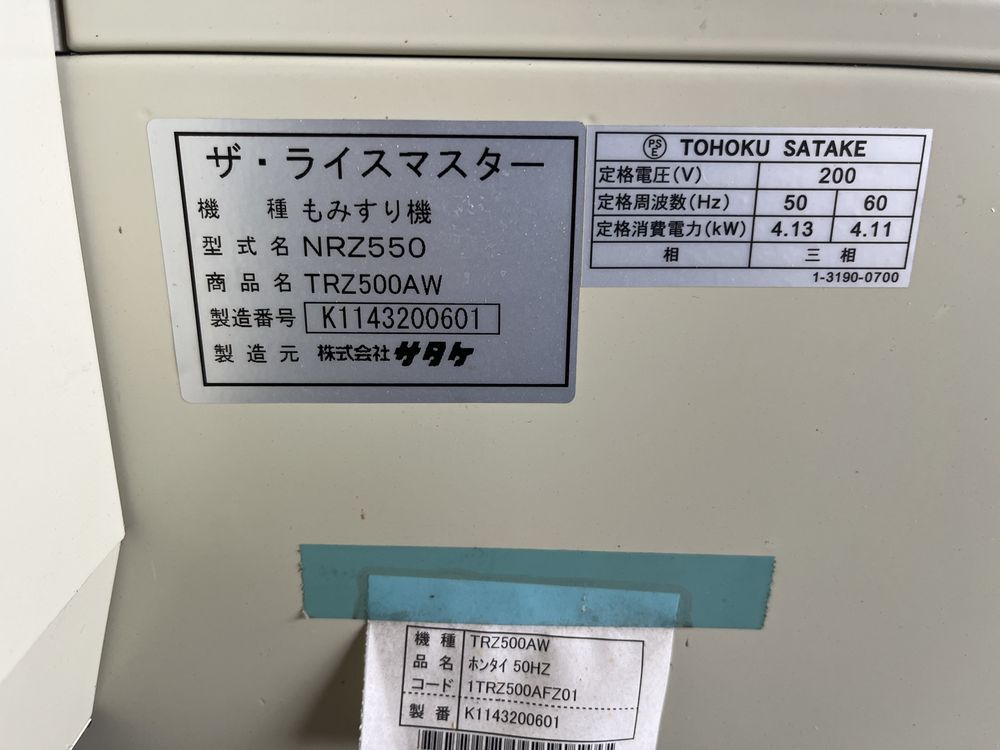 ザ・ライスマスター
機 種 もみすり機
型式名 NRZ550
商品名 TRZ500AW
製造番号 K1143200601
製造元 株式会社 サタケ
PSE TOHOKU SATAKE
定格電圧(V) 200
定格周波数(Hz) 50 60
定格消費電力(kW) 4.13 4.11
相 三相
1-3190-0700
機種 TRZ500AW
品名 ホンタイ 50HZ
コード 1TRZ500AFZ01
製番 K1143200601